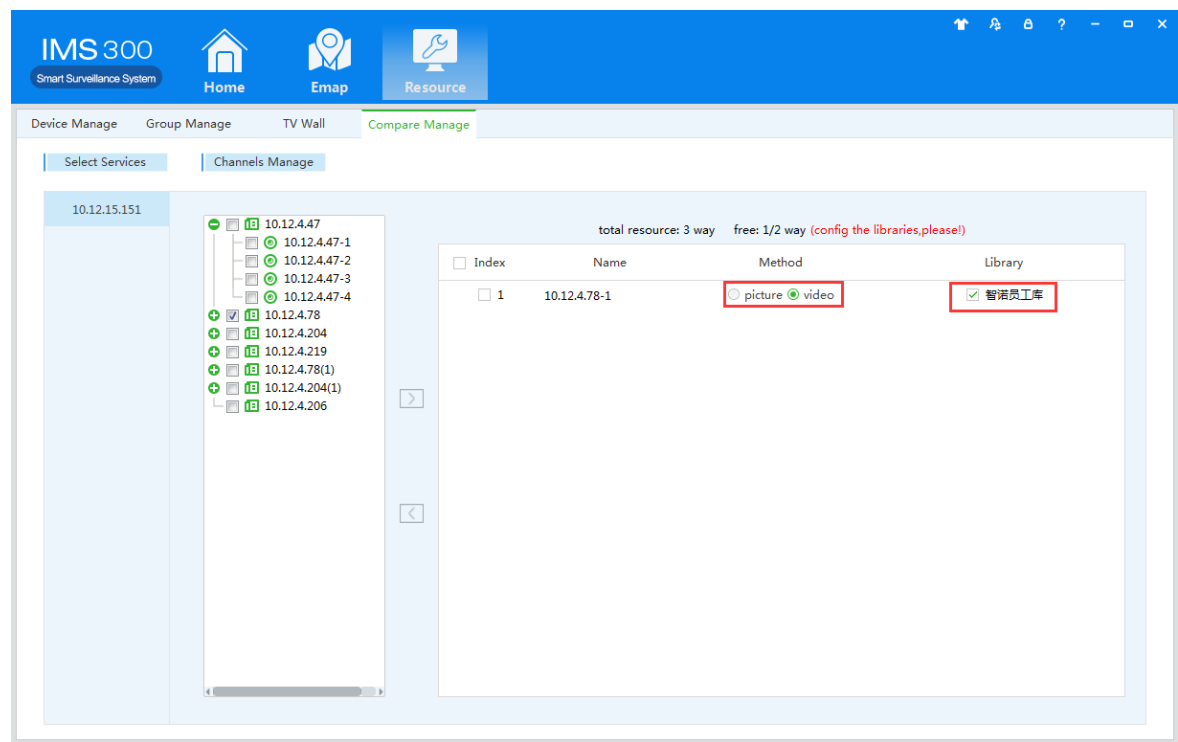 IMS 300
Smart Surveillance System
Home
Emap
Resource
?
Device Manage
Group Manage
TV Wall
Compare Manage
Select Services
Channels Manage
10.12.15.151
10.12.4.47
10.12.4.47-1
10.12.4.47-2
10.12.4.47-3
10.12.4.47-4
10.12.4.78
10.12.4.204
10.12.4.219
10.12.4.78(1)
10.12.4.204(1)
10.12.4.206
total resource: 3 way free: 1/2 way (config the libraries,please!)
Index Name Method Library
1 10.12.4.78-1 picture video 智诺员工库